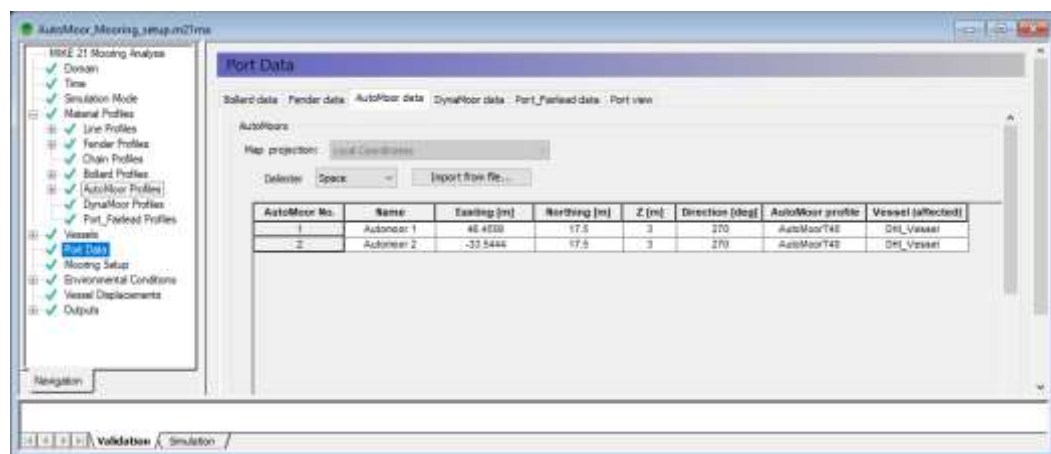 AutoMoor_Mooring_setup.m21ma
MIKE 21 Mooring Analysis
Domain
Time
Simulation Mode
Material Profiles
Line Profiles
Fender Profiles
Chain Profiles
Bollard Profiles
AutoMoor Profiles
DynaMoor Profiles
Port_Fairlead Profiles
Vessels
Port Data
Mooring Setup
Environmental Conditions
Vessel Displacements
Outputs
Navigation
Port Data
Bollard data Fender data AutoMoor data DynaMoor data Port_Fairlead data Port view
AutoMoors
Map projection: Local Coordinates
Delimiter Space Import from file...
AutoMoor No. Name Easting [m] Northing [m] Z [m] Direction [deg] AutoMoor profile Vessel (affected)
1 Automoor 1 17.5 3 270 AutoMoorT40 DHI_Vessel
2 Automoor 2 -33.5444 17.5 3 270 AutoMoorT40 DHI_Vessel
Validation Simulation